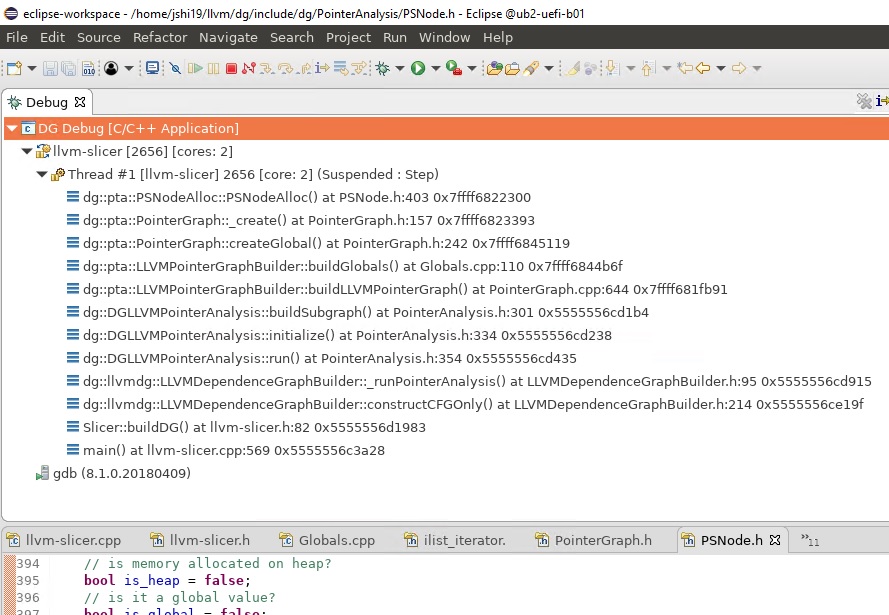 eclipse-workspace - /home/jshi19/llvm/dg/include/dg/PointerAnalysis/PSNode.h - Eclipse @ub2-uefi-b01
File Edit Source Refactor Navigate Search Project Run Window Help
010
Debug
DG Debug [C/C++ Application]
llvm-slicer [2656] [cores: 2]
Thread #1 [llvm-slicer] 2656 [core: 2] (Suspended : Step)
dg::pta::PSNodeAlloc::PSNodeAlloc() at PSNode.h:403 0x7ffff6822300
dg::pta::PointerGraph::_create() at PointerGraph.h:157 0x7ffff6823393
dg::pta::PointerGraph::createGlobal() at PointerGraph.h:242 0x7ffff6845119
dg::pta::LLVMPointerGraphBuilder::buildGlobals() at Globals.cpp:110 0x7ffff6844b6f
dg::pta::LLVMPointerGraphBuilder::buildLLVMPointerGraph() at PointerGraph.cpp:644 0x7ffff681fb91
dg::DGLLVMPointerAnalysis::buildSubgraph() at PointerAnalysis.h:301 0x5555556cd1b4
dg::DGLLVMPointerAnalysis::initialize() at PointerAnalysis.h:334 0x5555556cd238
dg::DGLLVMPointerAnalysis::run() at PointerAnalysis.h:354 0x5555556cd435
dg::llvmdg::LLVMDependenceGraphBuilder::_runPointerAnalysis() at LLVMDependenceGraphBuilder.h:95 0x5555556cd915
dg::llvmdg::LLVMDependenceGraphBuilder::constructCFGOnly() at LLVMDependenceGraphBuilder.h:214 0x5555556ce19f
Slicer::buildDG() at llvm-slicer.h:82 0x5555556d1983
main() at llvm-slicer.cpp:569 0x5555556c3a28
gdb (8.1.0.20180409)
llvm-slicer.cpp llvm-slicer.h Globals.cpp ilist_iterator. PointerGraph.h PSNode.h »11
394 // is memory allocated on heap?
395 bool is_heap = false;
396 // is it a global value?
397 bool is_global = false;